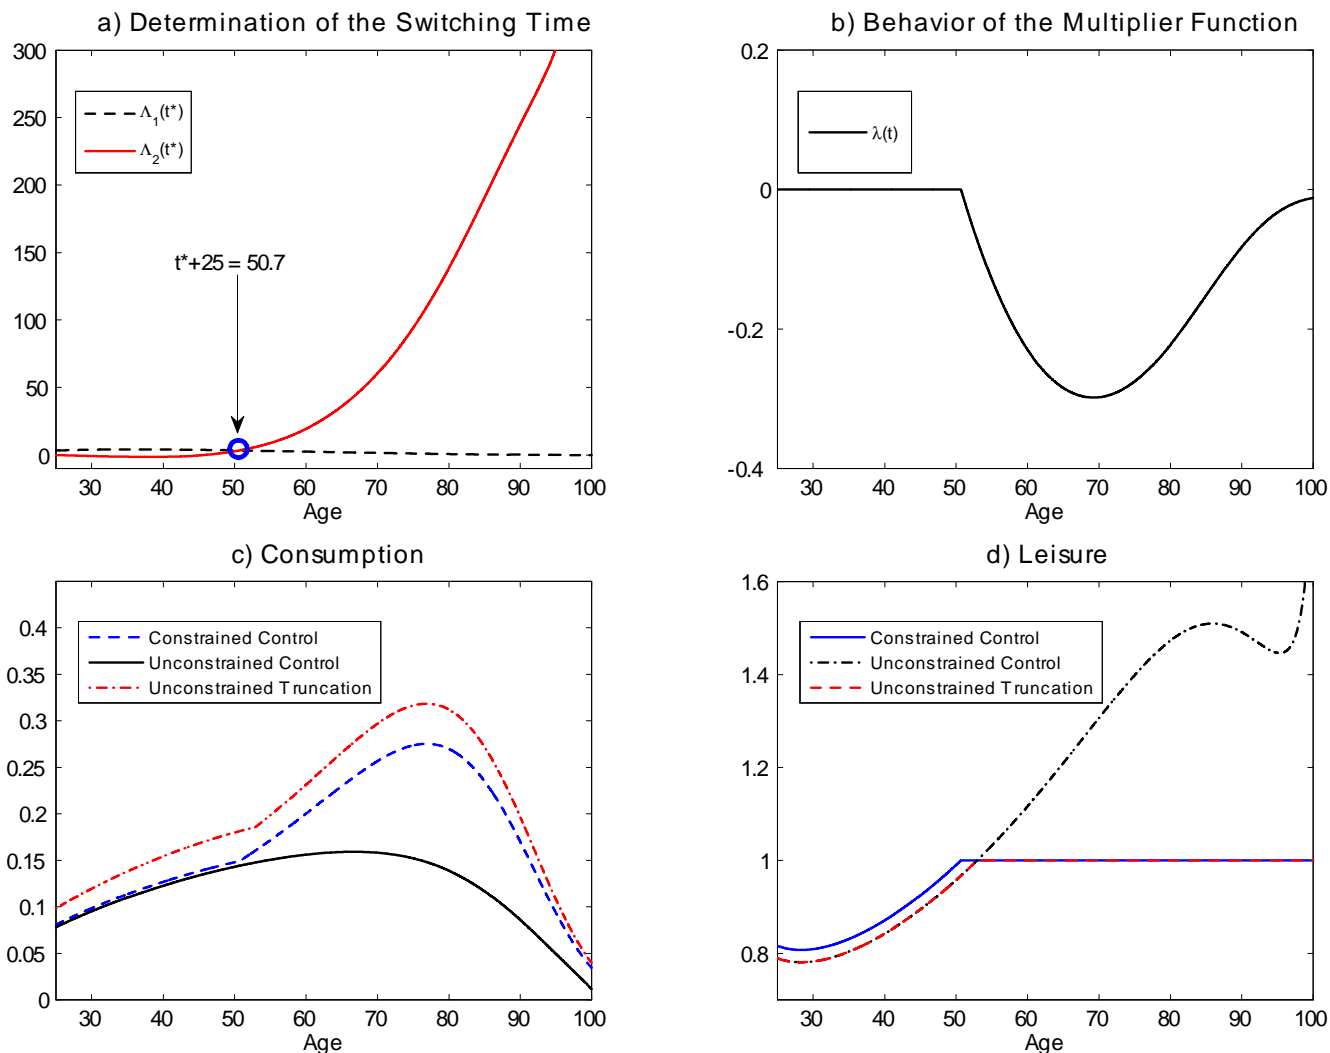 a) Determination of the Switching Time
300
250
200
150
100
50
0
Λ1(t*)
Λ2(t*)
t*+25 = 50.7
30 40 50 60 70 80 90 100
Age
b) Behavior of the Multiplier Function
0.2
0
-0.2
-0.4
λ(t)
30 40 50 60 70 80 90 100
Age
c) Consumption
0.4
0.35
0.3
0.25
0.2
0.15
0.1
0.05
0
Constrained Control
Unconstrained Control
Unconstrained Truncation
30 40 50 60 70 80 90 100
Age
d) Leisure
1.6
1.4
1.2
1
0.8
Constrained Control
Unconstrained Control
Unconstrained Truncation
30 40 50 60 70 80 90 100
Age